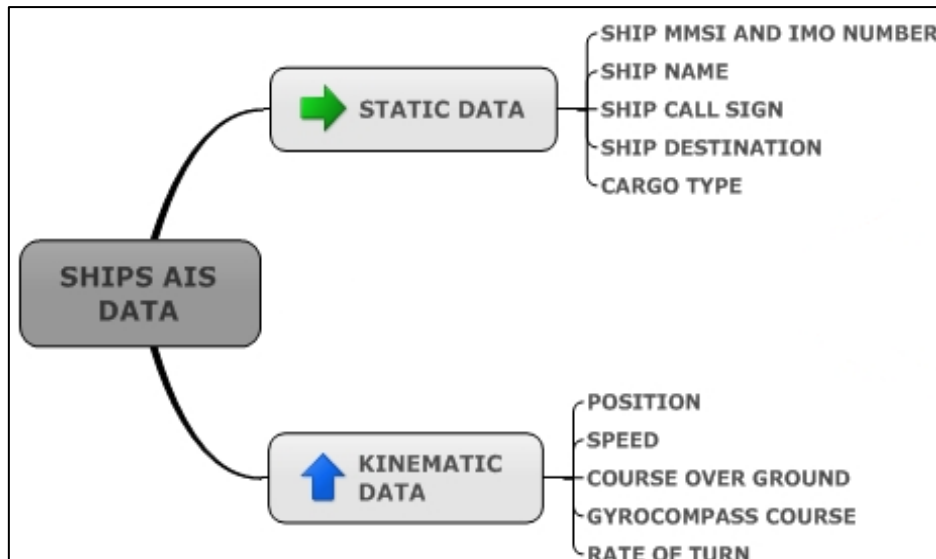 SHIPS AIS
DATA
STATIC DATA
SHIP MMSI AND IMO NUMBER
SHIP NAME
SHIP CALL SIGN
SHIP DESTINATION
CARGO TYPE
KINEMATIC
DATA
POSITION
SPEED
COURSE OVER GROUND
GYROCOMPASS COURSE
RATE OF TURN